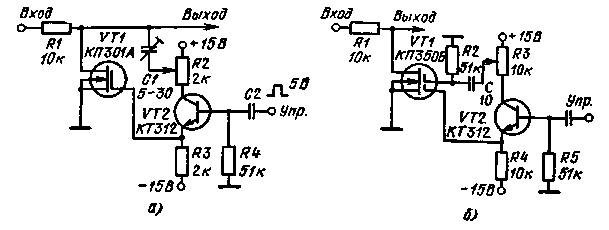 Вход
Выход
R1
10к
VT1
КП301А
C1
5-30
+15В
R2
2к
VT2
КТ312
C2
5В
Упр.
R3
2к
R4
51к
-15В
а)
Вход
Выход
R1
10к
VT1
КП350Б
R2
51к
C
10
+15В
R3
10к
VT2
КТ312
Упр.
R4
10к
R5
51к
-15В
б)